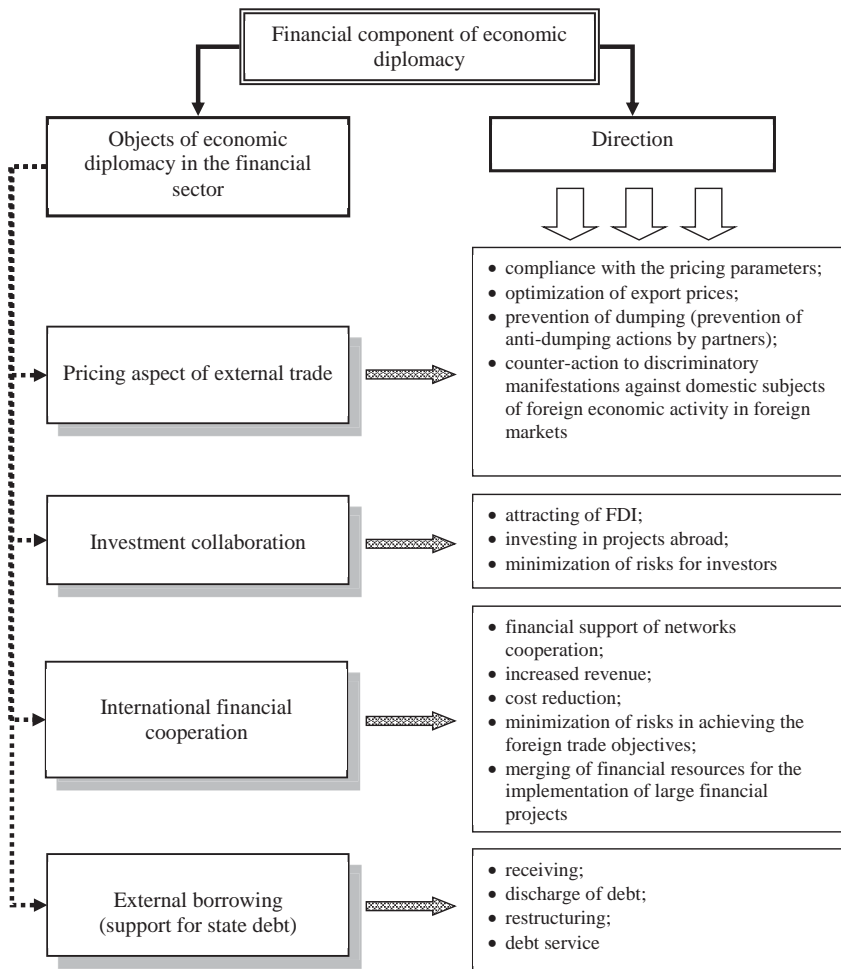 Financial component of economic
diplomacy
Objects of economic
diplomacy in the financial
sector
Direction
Pricing aspect of external trade
• compliance with the pricing parameters;
• optimization of export prices;
• prevention of dumping (prevention of
anti-dumping actions by partners);
• counter-action to discriminatory
manifestations against domestic subjects
of foreign economic activity in foreign
markets
Investment collaboration
• attracting of FDI;
• investing in projects abroad;
• minimization of risks for investors
International financial
cooperation
• financial support of networks
cooperation;
• increased revenue;
• cost reduction;
• minimization of risks in achieving the
foreign trade objectives;
• merging of financial resources for the
implementation of large financial
projects
External borrowing
(support for state debt)
• receiving;
• discharge of debt;
• restructuring;
• debt service